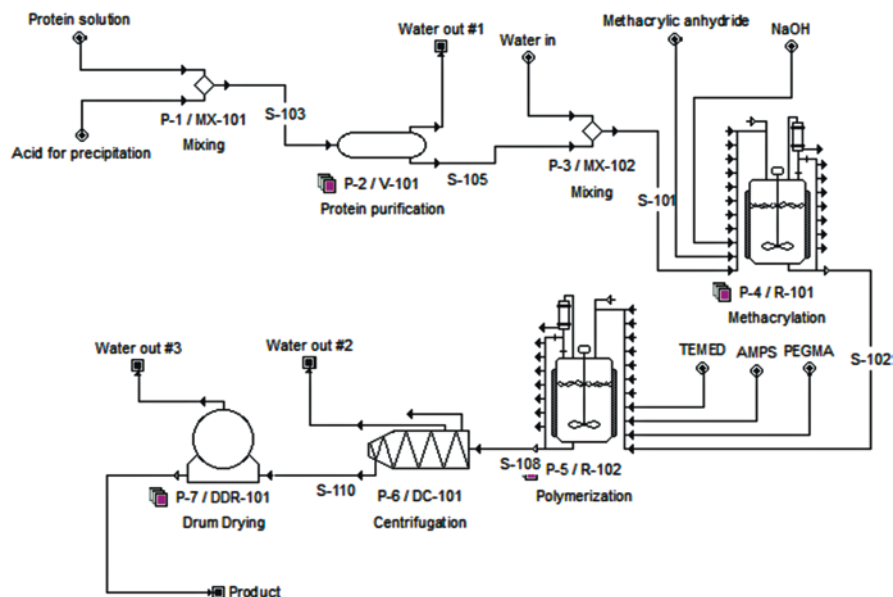 Protein solution
Acid for precipitation
P-1 / MX-101
Mixing
S-103
Water out #1
P-2 / V-101
Protein purification
S-105
Water in
P-3 / MX-102
Mixing
S-101
Methacrylic anhydride
NaOH
P-4 / R-101
Methacrylation
S-102
TEMED
AMPS
PEGMA
P-5 / R-102
Polymerization
S-108
Water out #2
P-6 / DC-101
Centrifugation
S-110
Water out #3
P-7 / DDR-101
Drum Drying
Product